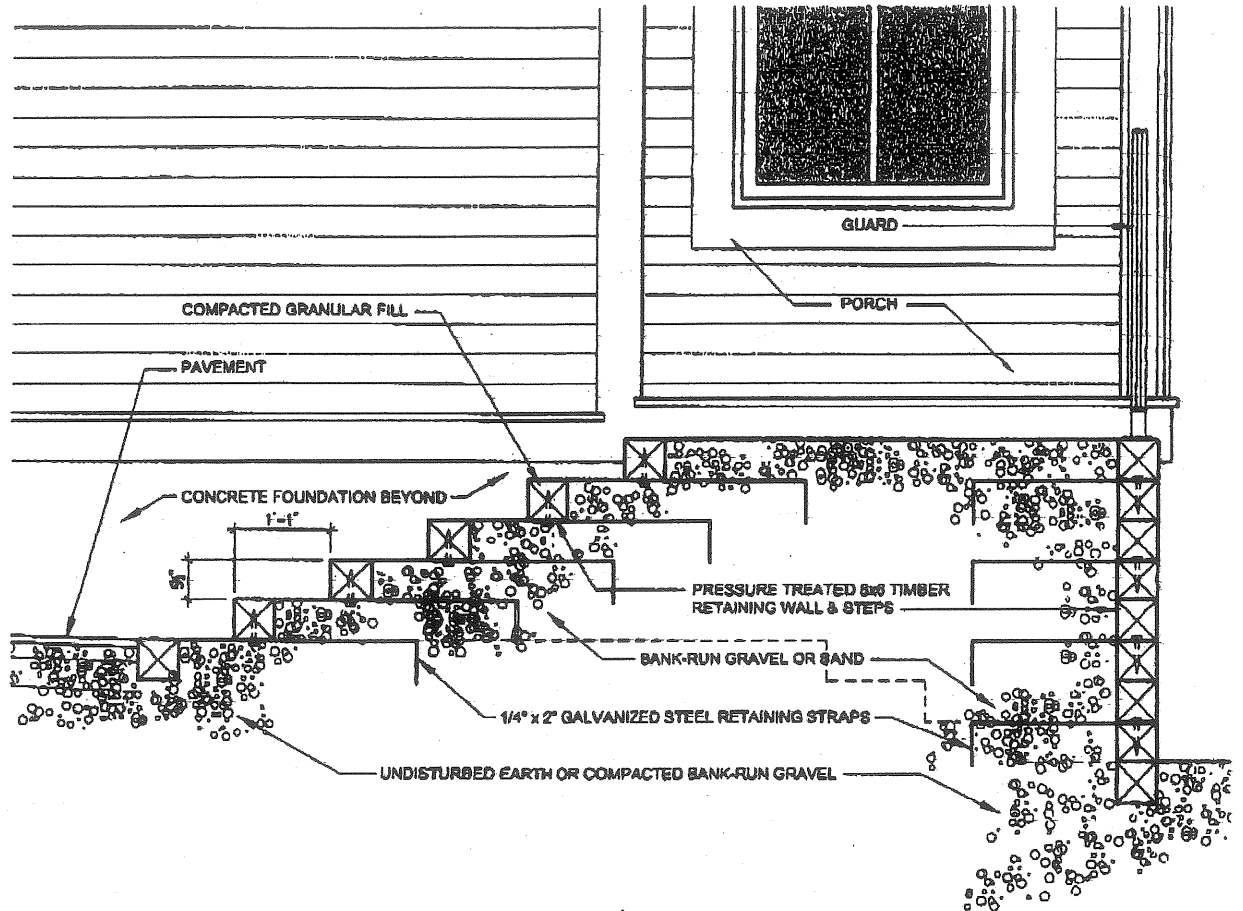 GUARD
COMPACTED GRANULAR FILL
PORCH
PAVEMENT
CONCRETE FOUNDATION BEYOND
1'-1"
PRESSURE TREATED 6x6 TIMBER
RETAINING WALL & STEPS
BANK-RUN GRAVEL OR SAND
1/4" x 2" GALVANIZED STEEL RETAINING STRAPS
UNDISTURBED EARTH OR COMPACTED BANK-RUN GRAVEL